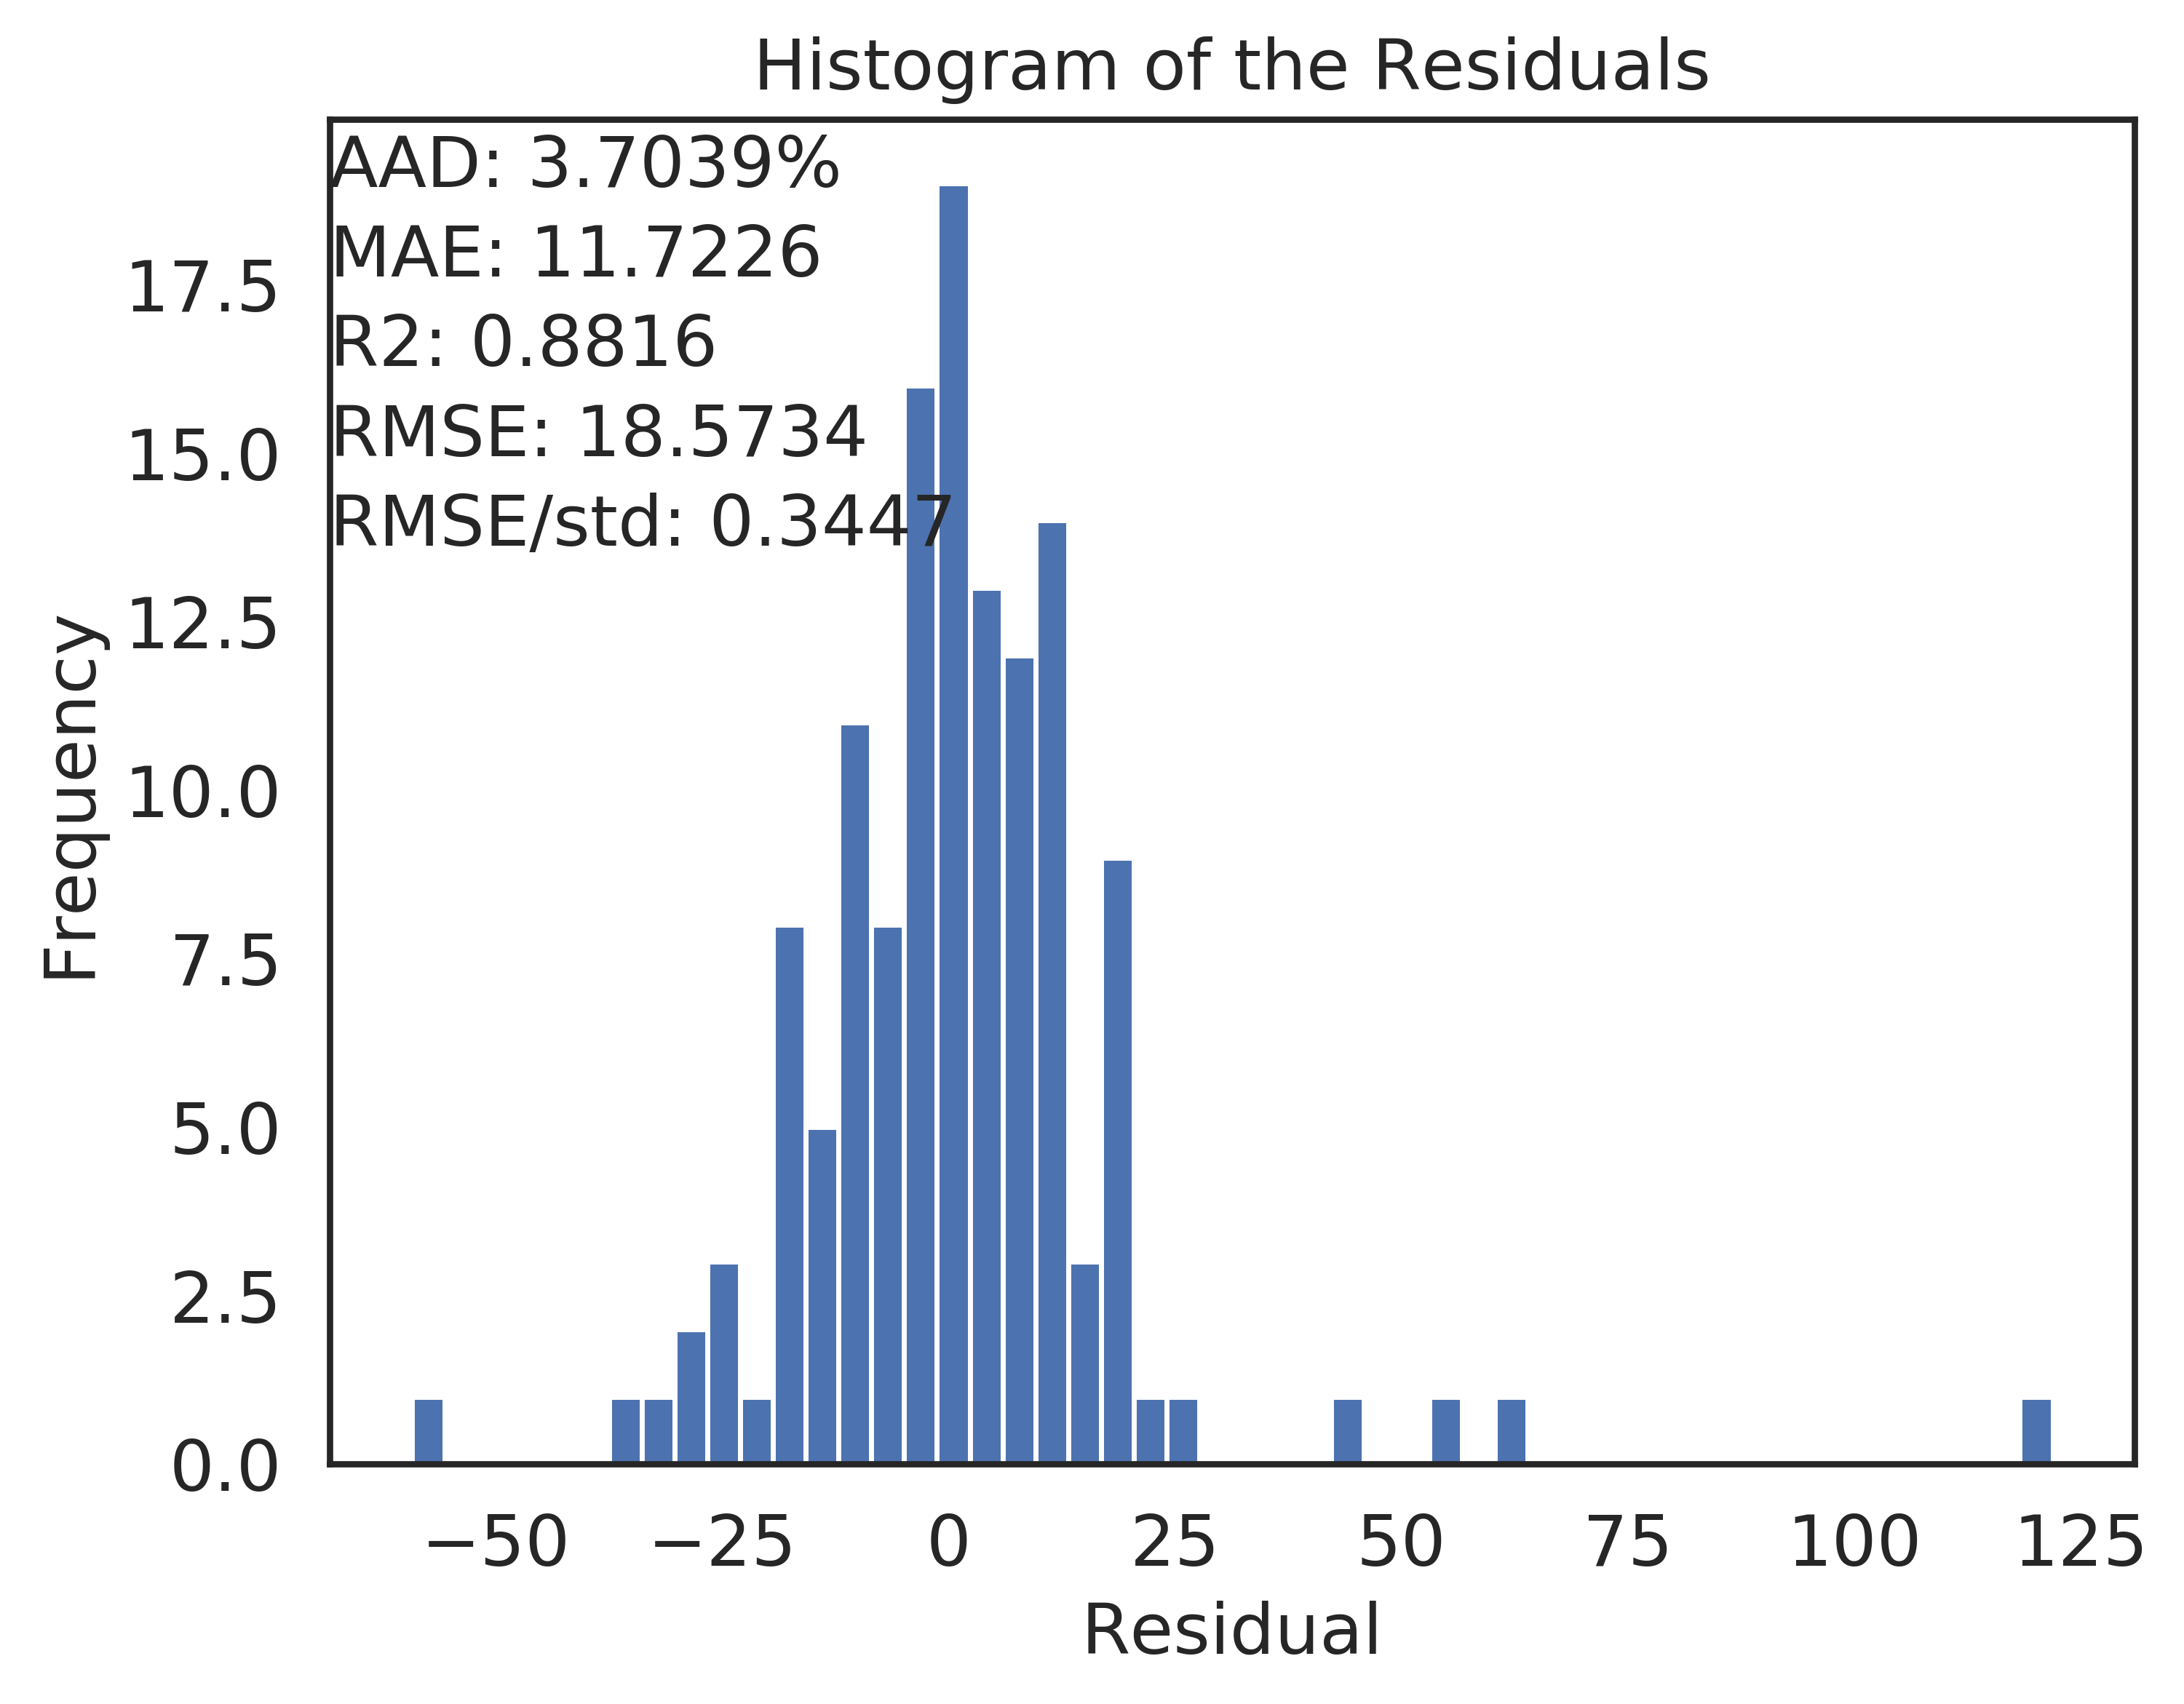 Histogram of the Residuals
AAD: 3.7039%
MAE: 11.7226
R2: 0.8816
RMSE: 18.5734
RMSE/std: 0.3447
Frequency
17.5
15.0
12.5
10.0
7.5
5.0
2.5
0.0
−50 −25 0 25 50 75 100 125
Residual